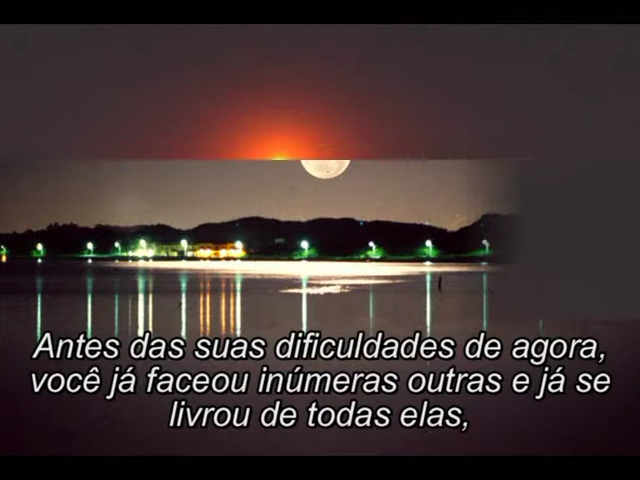 Antes das suas dificuldades de agora,
você já faceou inúmeras outras e já se
livrou de todas elas,